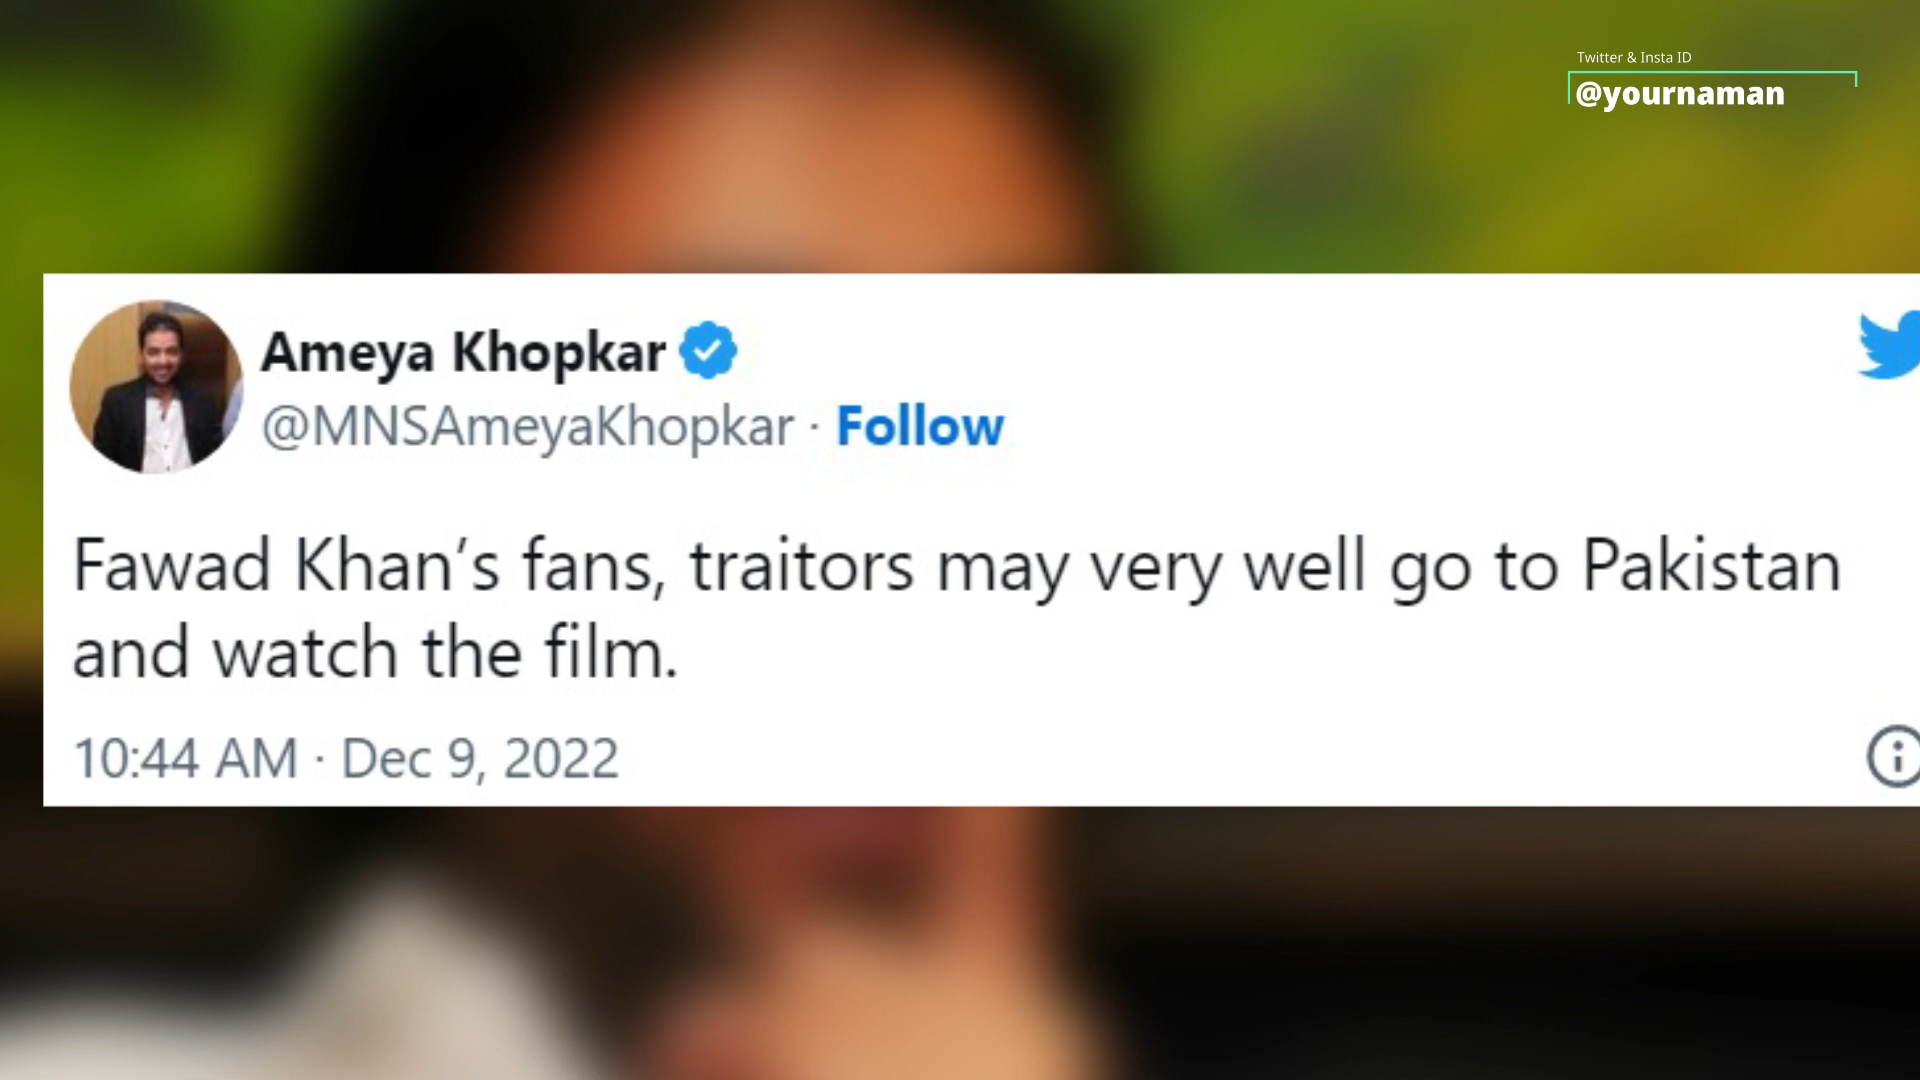 Twitter & Insta ID
@yournaman
Ameya Khopkar
@MNSAmeyaKhopkar · Follow
Fawad Khan’s fans, traitors may very well go to Pakistan
and watch the film.
10:44 AM · Dec 9, 2022